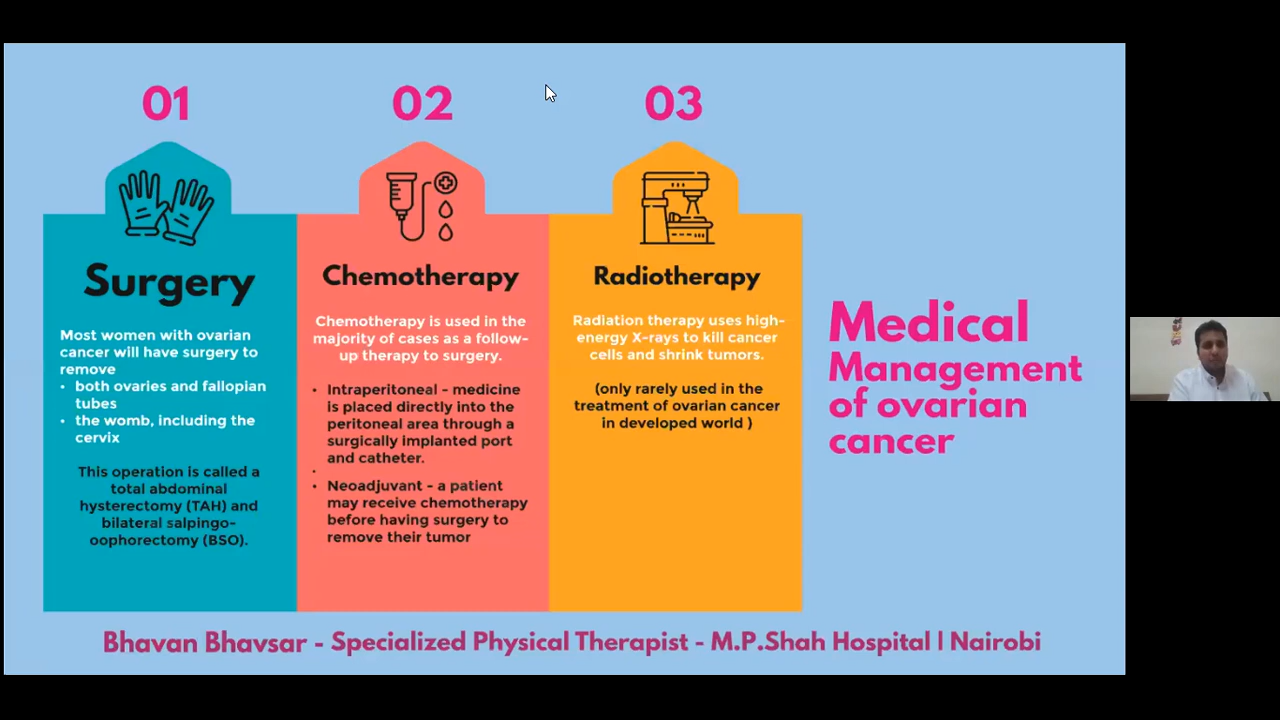 01
02
03
Surgery
Most women with ovarian
cancer will have surgery to
remove
• both ovaries and fallopian
tubes
• the womb, including the
cervix
This operation is called a
total abdominal
hysterectomy (TAH) and
bilateral salpingo-
oophorectomy (BSO).
Chemotherapy
Chemotherapy is used in the
majority of cases as a follow-
up therapy to surgery.
• Intraperitoneal - medicine
is placed directly into the
peritoneal area through a
surgically implanted port
and catheter.
•
• Neoadjuvant - a patient
may receive chemotherapy
before having surgery to
remove their tumor
Radiotherapy
Radiation therapy uses high-
energy X-rays to kill cancer
cells and shrink tumors.
(only rarely used in the
treatment of ovarian cancer
in developed world )
Medical
Management
of ovarian
cancer
Bhavan Bhavsar - Specialized Physical Therapist - M.P.Shah Hospital | Nairobi